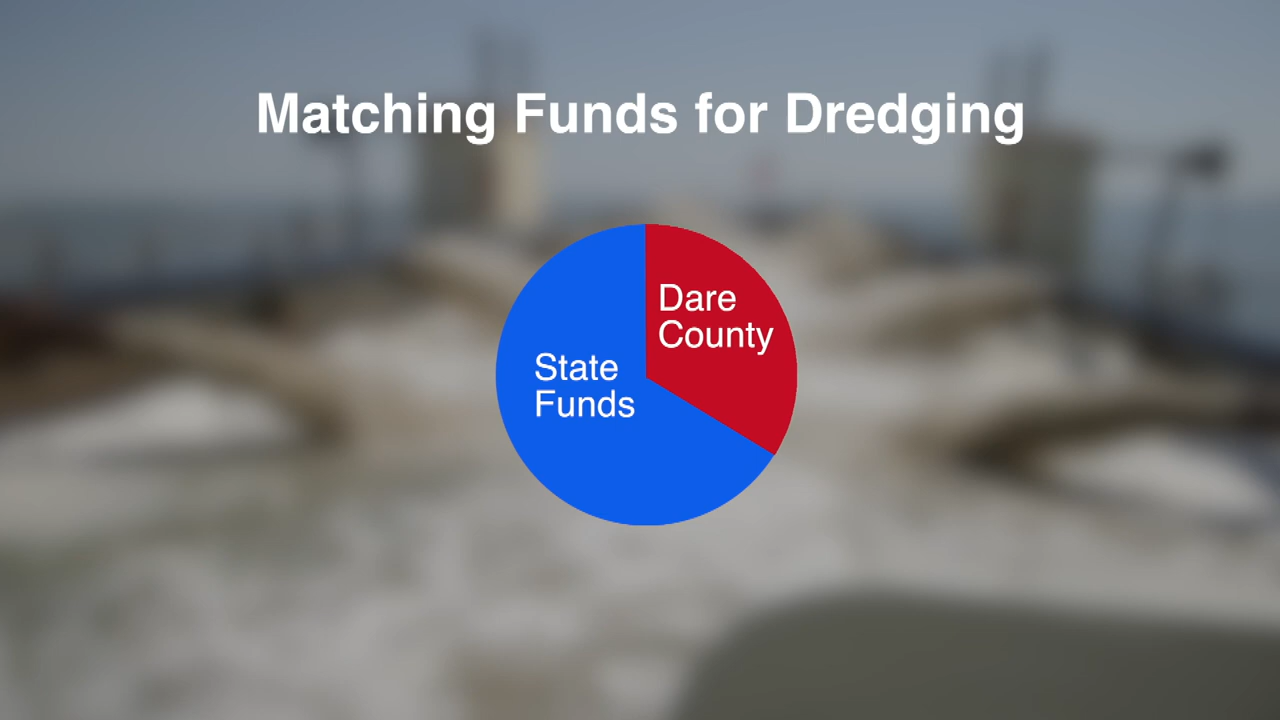 Matching Funds for Dredging
Dare
County
State
Funds